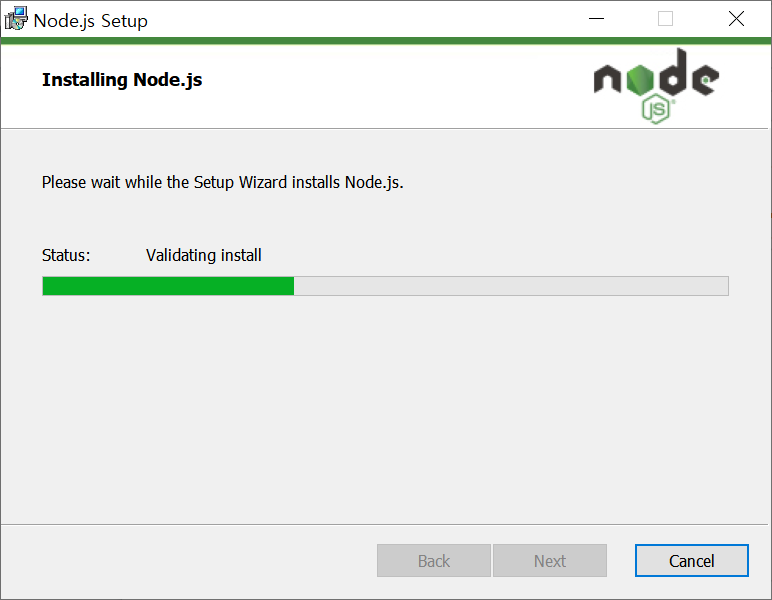 Node.js Setup
Installing Node.js
node
JS
Please wait while the Setup Wizard installs Node.js.
Status: Validating install
Back Next Cancel